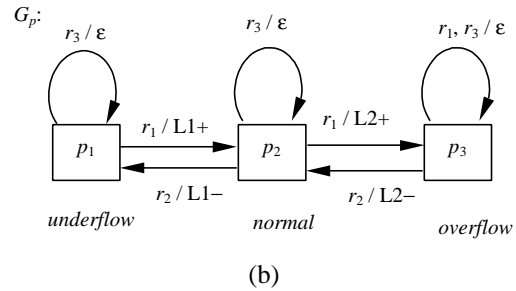 G_p:
r_3 / ε
r_3 / ε
r_1, r_3 / ε
p_1
r_1 / L1+
p_2
r_1 / L2+
p_3
r_2 / L1−
r_2 / L2−
underflow
normal
overflow
(b)